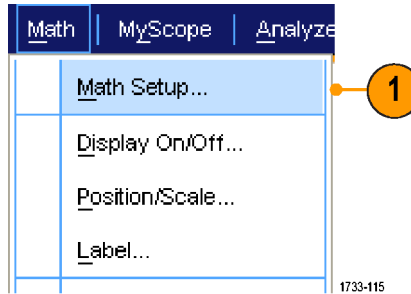 Math MyScope Analyze
Math Setup...
1
Display On/Off...
Position/Scale...
Label...
1733-115